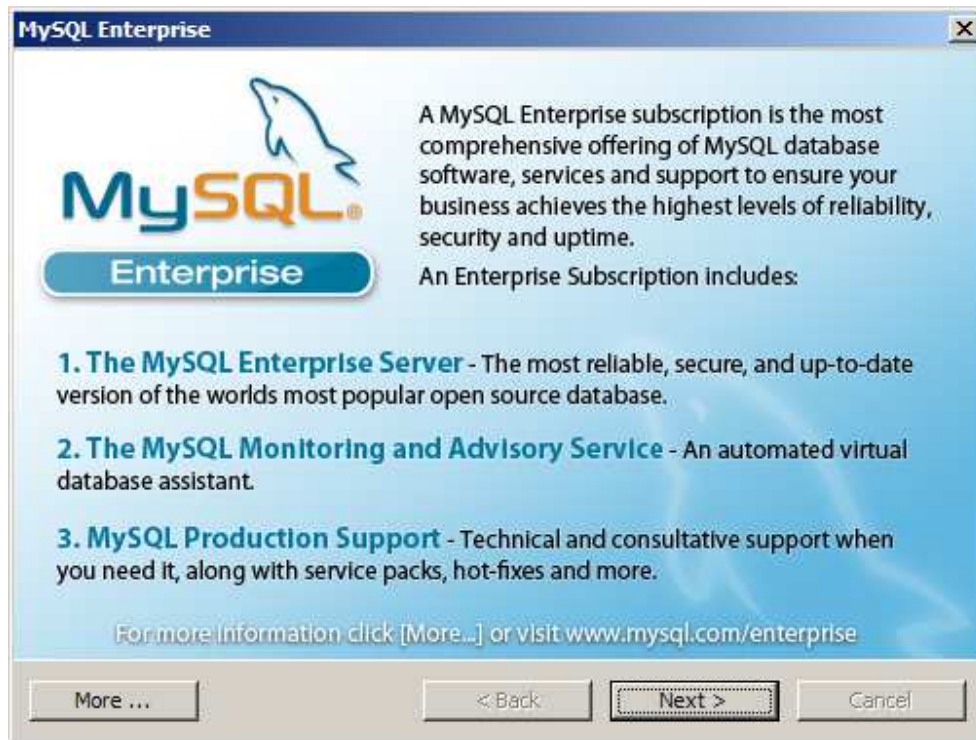 MySQL Enterprise
MySQL®
Enterprise
A MySQL Enterprise subscription is the most
comprehensive offering of MySQL database
software, services and support to ensure your
business achieves the highest levels of reliability,
security and uptime.
An Enterprise Subscription includes:
1. The MySQL Enterprise Server - The most reliable, secure, and up-to-date
version of the worlds most popular open source database.
2. The MySQL Monitoring and Advisory Service - An automated virtual
database assistant.
3. MySQL Production Support - Technical and consultative support when
you need it, along with service packs, hot-fixes and more.
For more information click [More...] or visit www.mysql.com/enterprise
More ...
< Back
Next >
Cancel